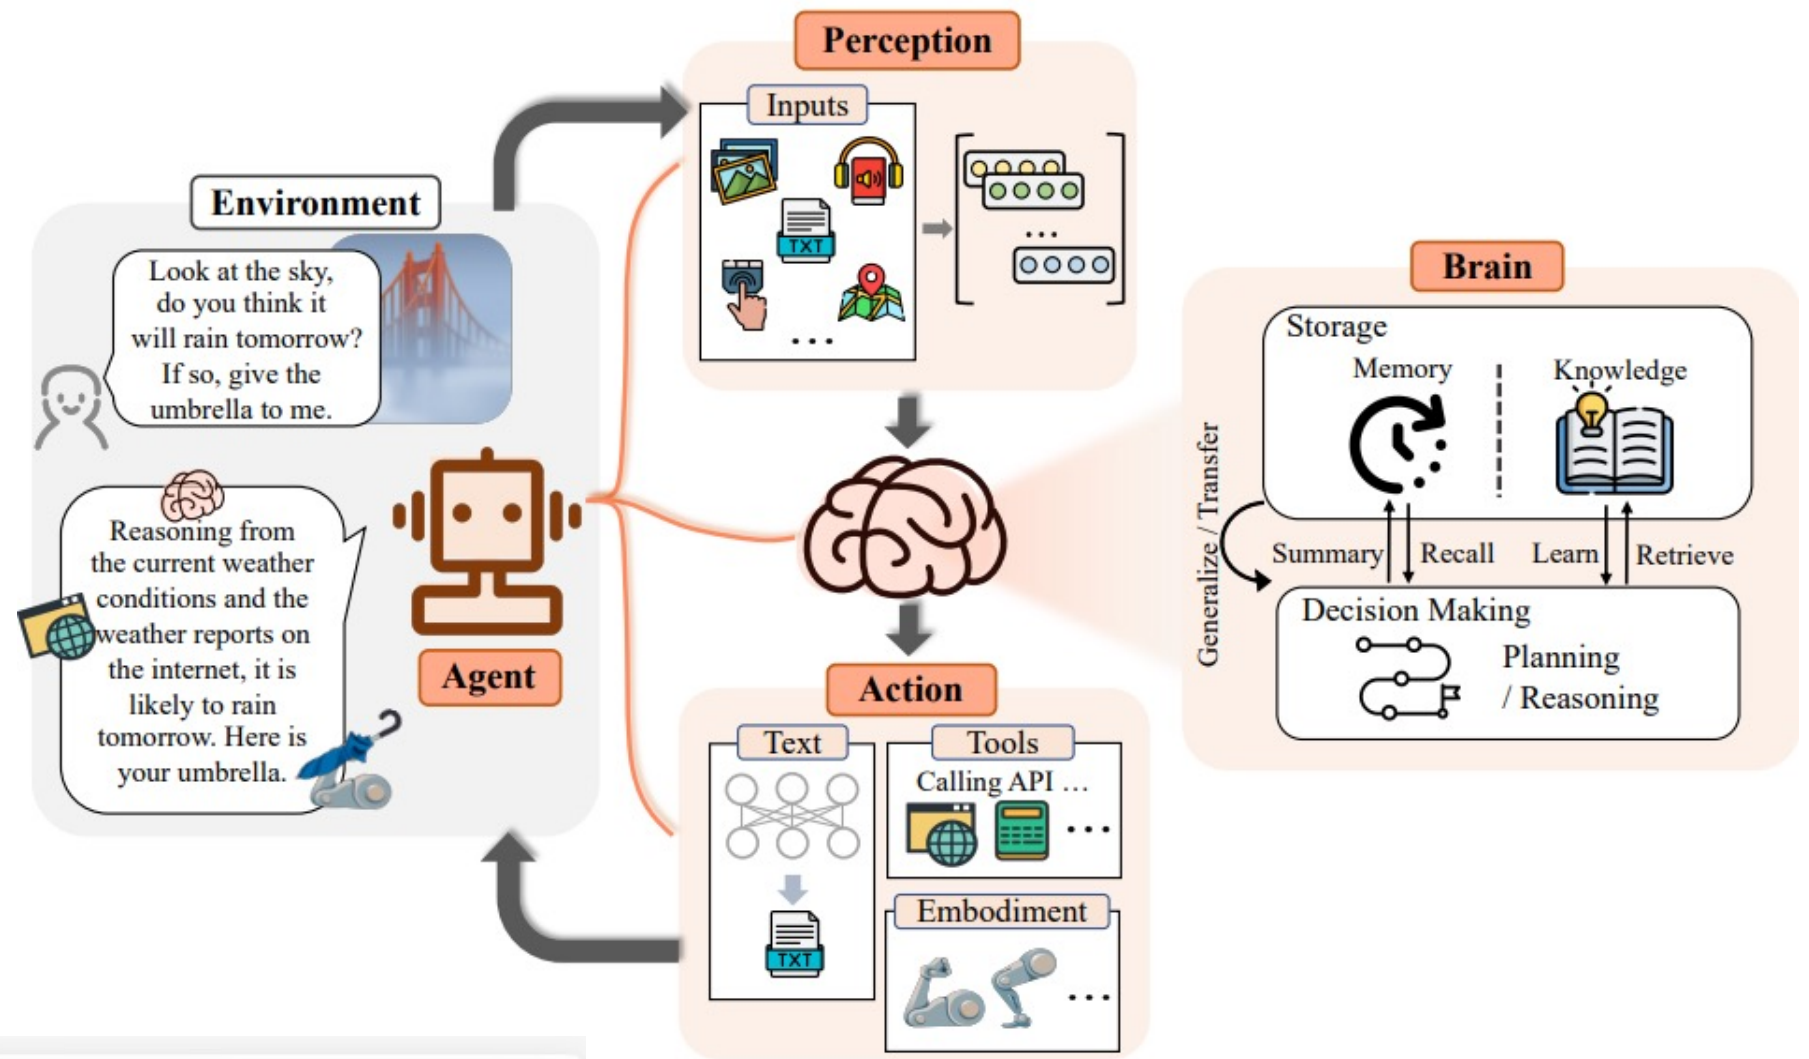 Perception
Inputs
TXT
...
...
Environment
Look at the sky,
do you think it
will rain tomorrow?
If so, give the
umbrella to me.
Reasoning from
the current weather
conditions and the
weather reports on
the internet, it is
likely to rain
tomorrow. Here is
your umbrella.
Agent
Brain
Storage
Memory
Knowledge
Generalize / Transfer
Summary
Recall
Learn
Retrieve
Decision Making
Planning
/ Reasoning
Action
Text
TXT
Tools
Calling API ...
...
Embodiment
...